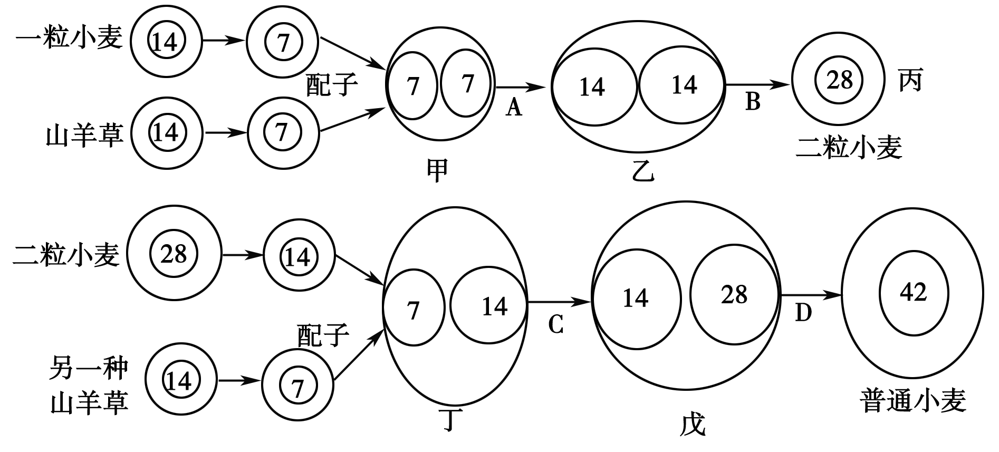 一粒小麦 14 7
配子
山羊草 14 7
7 7
甲
A
14 14
乙
B
28 丙
二粒小麦
二粒小麦 28 14
配子
另一种
山羊草 14 7
7 14
丁
C
14 28
戊
D
42
普通小麦